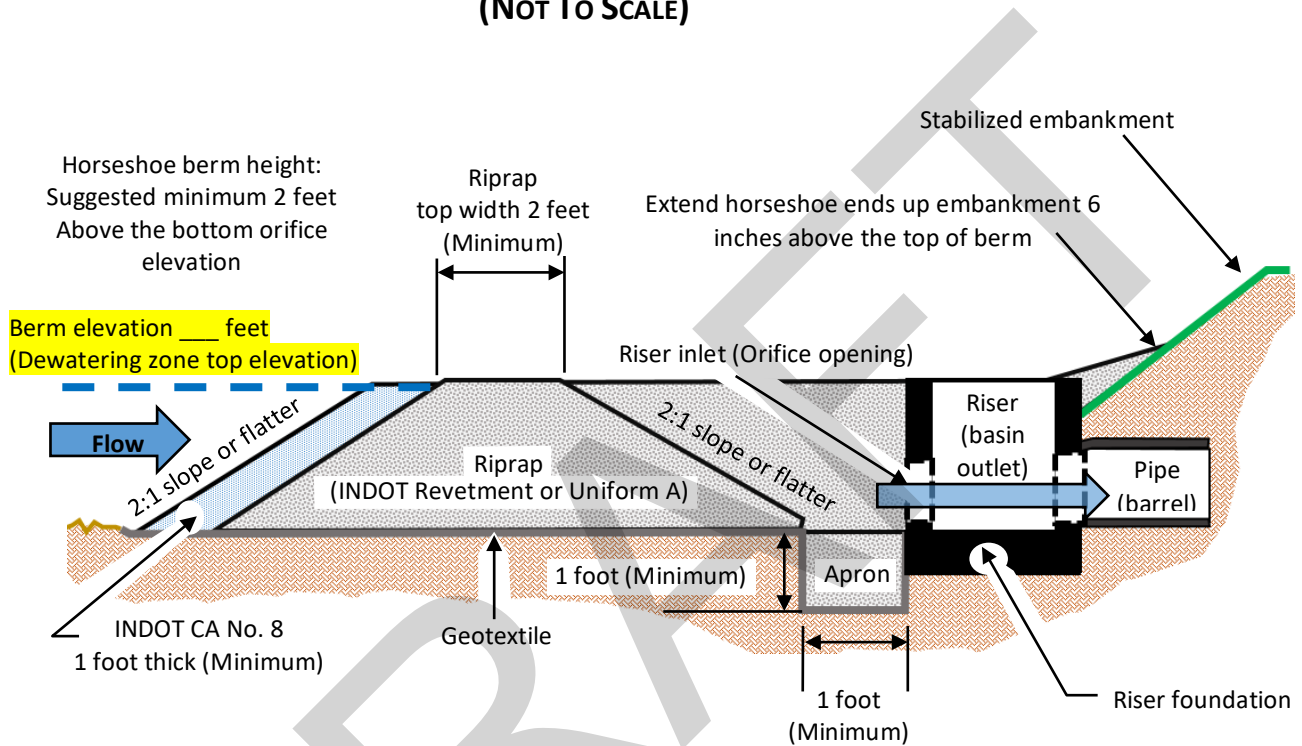 (NOT TO SCALE)
Stabilized embankment
Horseshoe berm height:
Suggested minimum 2 feet
Above the bottom orifice
elevation
Riprap
top width 2 feet
(Minimum)
Extend horseshoe ends up embankment 6
inches above the top of berm
Berm elevation ___ feet
(Dewatering zone top elevation)
Riser inlet (Orifice opening)
Flow
2:1 slope or flatter
Riprap
(INDOT Revetment or Uniform A)
2:1 slope or flatter
Riser
(basin
outlet)
Pipe
(barrel)
1 foot (Minimum)
Apron
INDOT CA No. 8
1 foot thick (Minimum)
Geotextile
1 foot
(Minimum)
Riser foundation
DRAFT